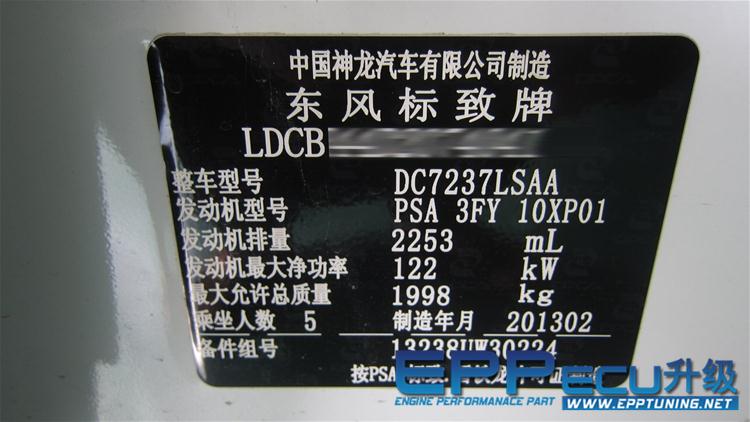 中国神龙汽车有限公司制造
东风标致牌
LDCB
整车型号 DC7237LSAA
发动机型号 PSA 3FY 10XP01
发动机排量 2253 mL
发动机最大净功率 122 kW
最大允许总质量 1998 kg
乘坐人数 5 制造年月 201302
备件组号 13238UW30224
按PSA
EPPecu升级
ENGINE PERFORMANACE PART
WWW.EPPTUNING.NET